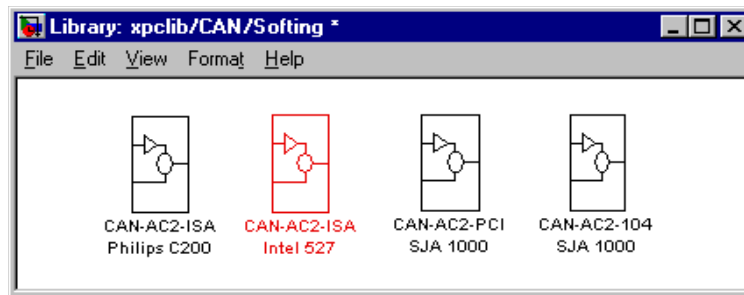 Library: xpclib/CAN/Softing *
File Edit View Format Help
CAN-AC2-ISA CAN-AC2-ISA CAN-AC2-PCI CAN-AC2-104
Philips C200 Intel 527 SJA 1000 SJA 1000